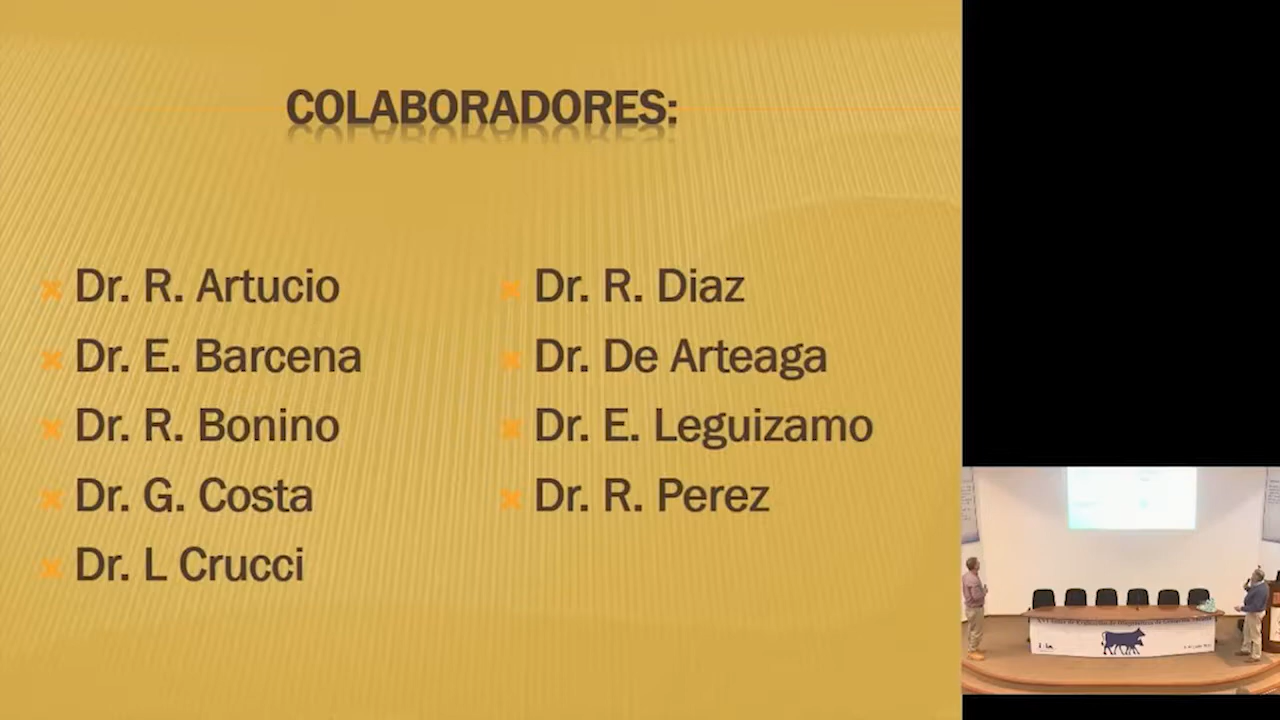 COLABORADORES:
Dr. R. Artucio
Dr. E. Barcena
Dr. R. Bonino
Dr. G. Costa
Dr. L Crucci
Dr. R. Diaz
Dr. De Arteaga
Dr. E. Leguizamo
Dr. R. Perez